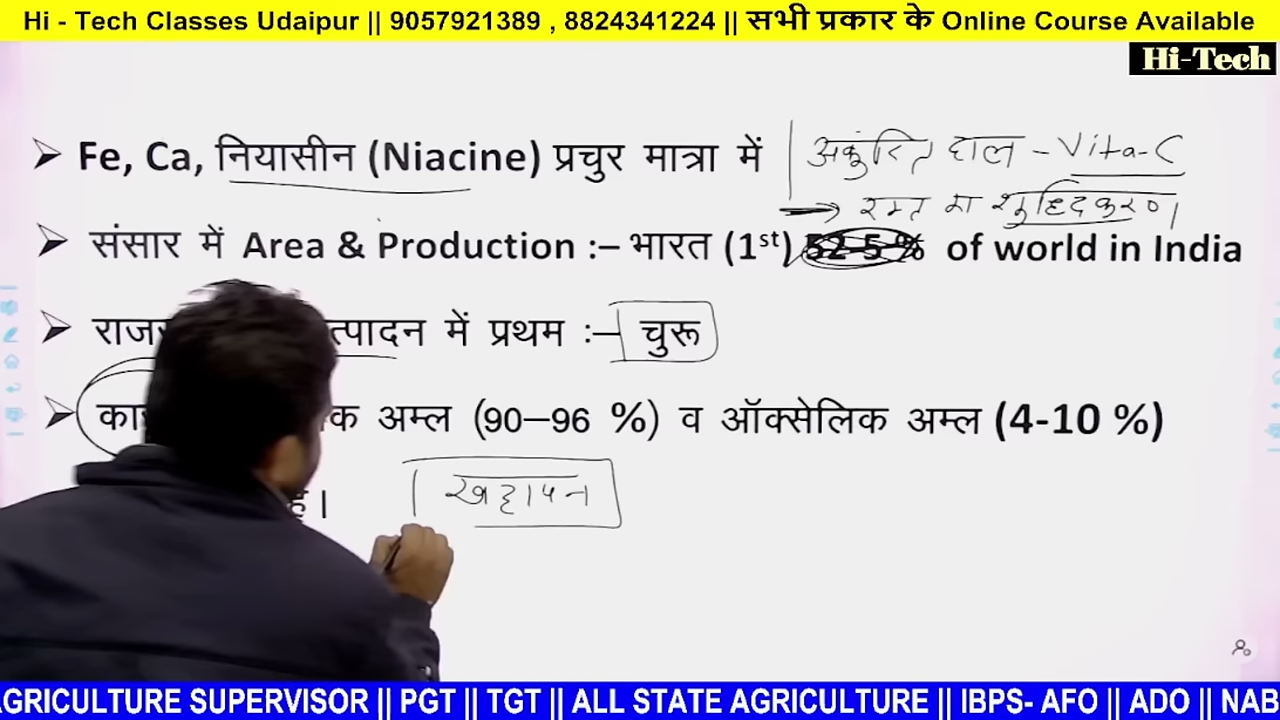 Hi - Tech Classes Udaipur || 9057921389 , 8824341224 || सभी प्रकार के Online Course Available
Hi-Tech
➢ Fe, Ca, नियासीन (Niacine) प्रचुर मात्रा में | अंकुरित दाल - Vita-C
→ रक्त का शुद्धिकरण।
➢ संसार में Area & Production :– भारत (1st) 52-5 % of world in India
➢ त्पादन में प्रथम :– चुरू
➢ अम्ल (90–96 %) व ऑक्सेलिक अम्ल (4-10 %)
है। खट्टापन
AGRICULTURE SUPERVISOR || PGT || TGT || ALL STATE AGRICULTURE || IBPS- AFO || ADO || NAB